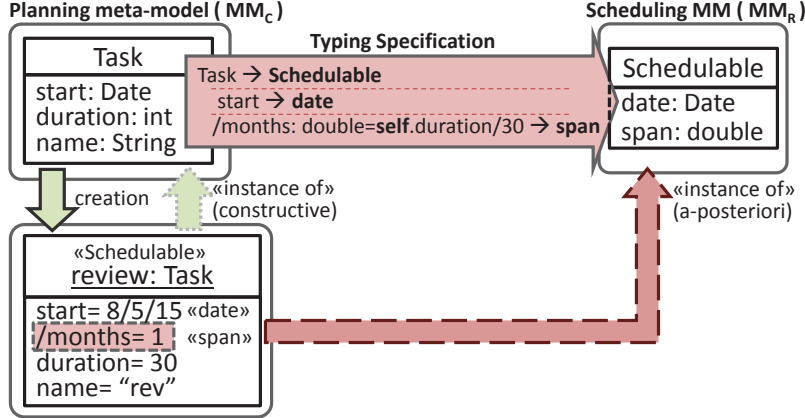 Planning meta-model ( MMC)
Scheduling MM ( MMR)
Typing Specification
Task
start: Date
duration: int
name: String
Task → Schedulable
start → date
/months: double=self.duration/30 → span
Schedulable
date: Date
span: double
creation
«instance of»
(constructive)
«instance of»
(a-posteriori)
«Schedulable»
review: Task
start= 8/5/15 «date»
/months= 1 «span»
duration= 30
name= “rev”